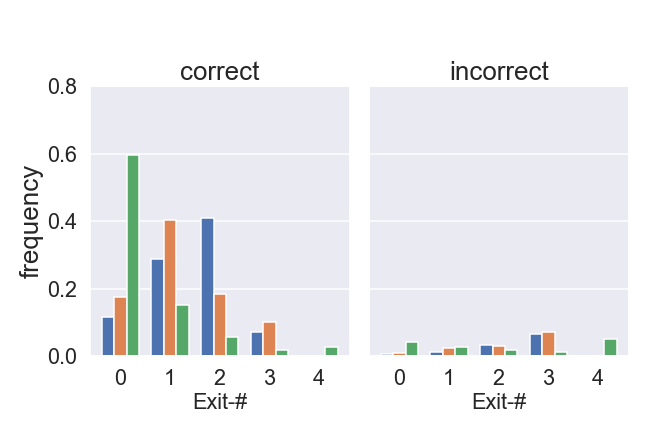 correct
incorrect
frequency
0.8
0.6
0.4
0.2
0.0
0 1 2 3 4
0 1 2 3 4
Exit-#
Exit-#